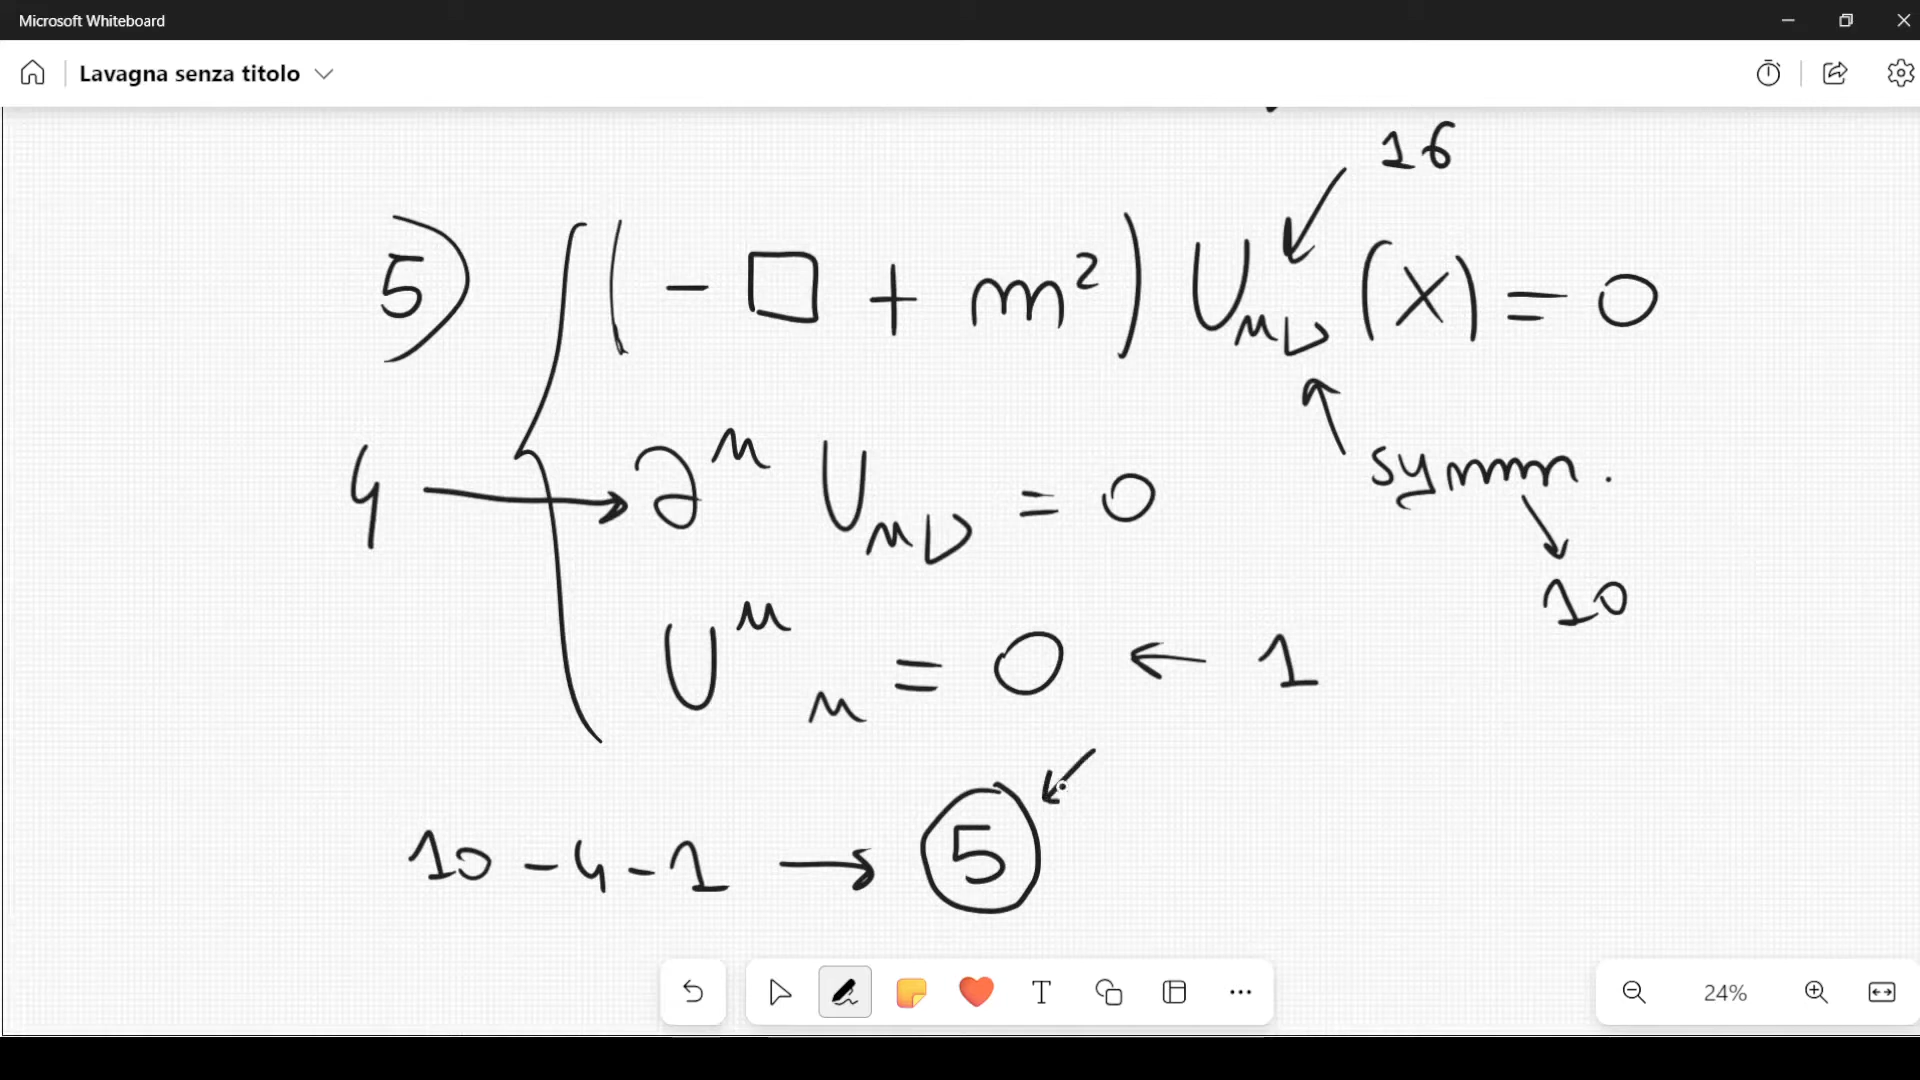 Microsoft Whiteboard
Lavagna senza titolo
16
5) { (- □ + m²) U_μν (x) = 0
4 → ∂^μ U_μν = 0
symm.
10
U^μ_μ = 0 ← 1
10 - 4 - 1 → 5
T
24%